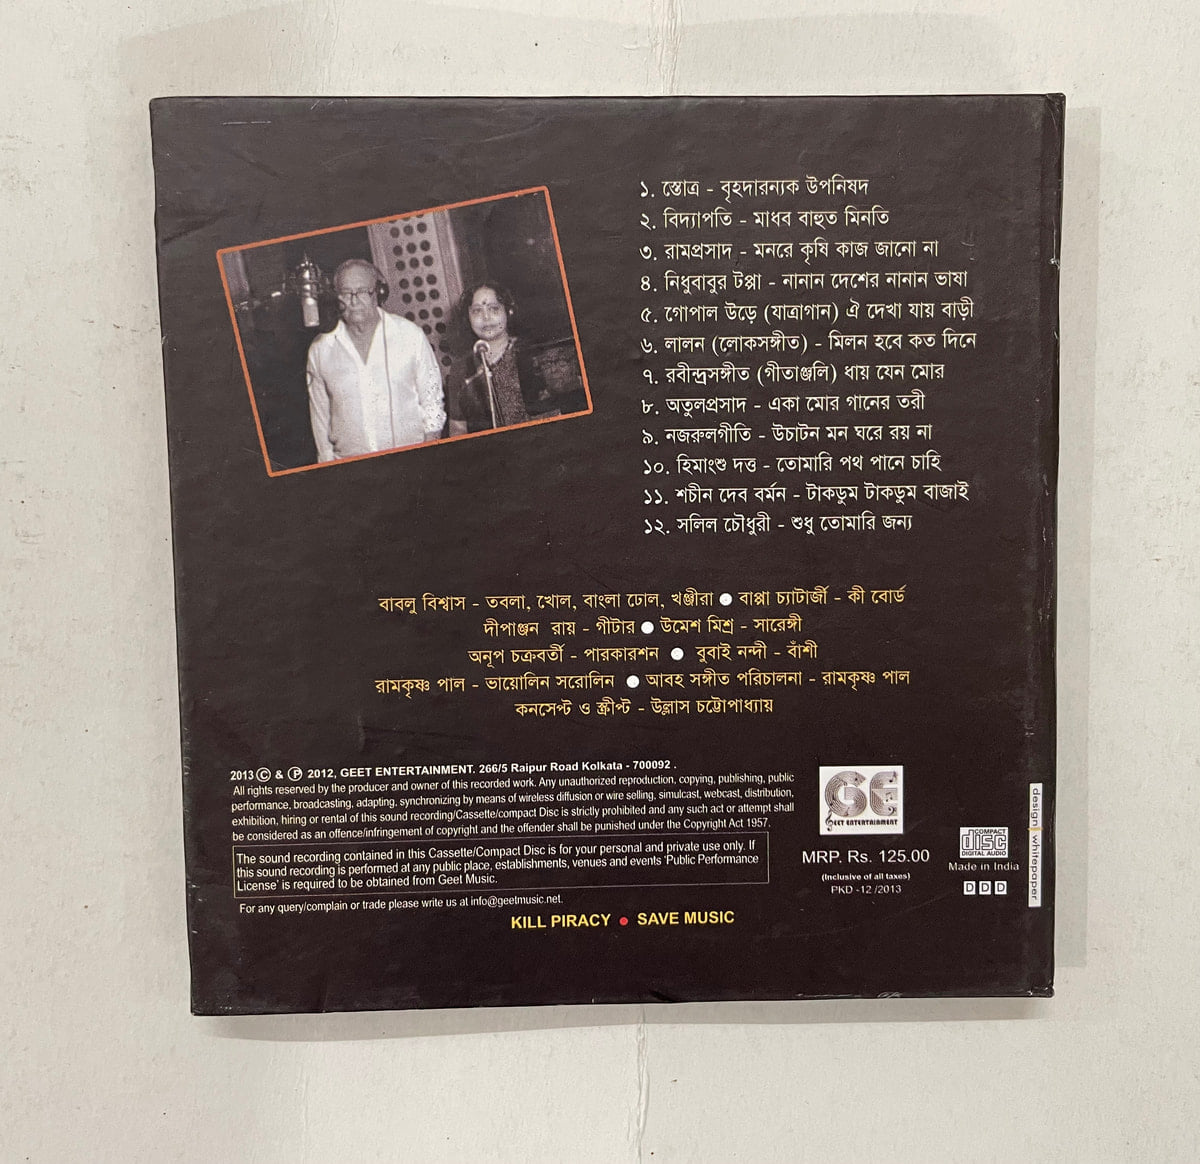 ১. স্তোত্র - বৃহদারন্যক উপনিষদ
২. বিদ্যাপতি - মাধব বাহুত মিনতি
৩. রামপ্রসাদ - মনরে কৃষি কাজ জানো না
৪. নিধুবাবুর টপ্পা - নানান দেশের নানান ভাষা
৫. গোপাল উড়ে (যাত্রাগান) ঐ দেখা যায় বাড়ী
৬. লালন (লোকসঙ্গীত) - মিলন হবে কত দিনে
৭. রবীন্দ্রসঙ্গীত (গীতাঞ্জলি) ধায় যেন মোর
৮. অতুলপ্রসাদ - একা মোর গানের তরী
৯. নজরুলগীতি - উচাটন মন ঘরে রয় না
১০. হিমাংশু দত্ত - তোমারি পথ পানে চাহি
১১. শচীন দেব বর্মন - টাকডুম টাকডুম বাজাই
১২. সলিল চৌধুরী - শুধু তোমারি জন্য
বাবলু বিশ্বাস - তবলা, খোল, বাংলা ঢোল, খঞ্জীরা ● বাপ্পা চ্যাটার্জী - কী বোর্ড
দীপাঞ্জন রায় - গীটার ● উমেশ মিশ্র - সারেঙ্গী
অনূপ চক্রবর্তী - পারকারশন ● বুবাই নন্দী - বাঁশী
রামকৃষ্ণ পাল - ভায়োলিন সরোলিন ● আবহ সঙ্গীত পরিচালনা - রামকৃষ্ণ পাল
কনসেপ্ট ও স্ক্রীপ্ট - উল্লাস চট্টোপাধ্যায়
2013 © & ℗ 2012, GEET ENTERTAINMENT. 266/5 Raipur Road Kolkata - 700092 .
All rights reserved by the producer and owner of this recorded work. Any unauthorized reproduction, copying, publishing, public
performance, broadcasting, adapting, synchronizing by means of wireless diffusion or wire selling, simulcast, webcast, distribution,
exhibition, hiring or rental of this sound recording/Cassette/compact Disc is strictly prohibited and any such act or attempt shall
be considered as an offence/infringement of copyright and the offender shall be punished under the Copyright Act 1957.
The sound recording contained in this Cassette/Compact Disc is for your personal and private use only. If
this sound recording is performed at any public place, establishments, venues and events 'Public Performance
License' is required to be obtained from Geet Music.
For any query/complain or trade please write us at info@geetmusic.net.
KILL PIRACY ● SAVE MUSIC
GE
GEET ENTERTAINMENT
MRP. Rs. 125.00
(Inclusive of all taxes)
PKD -12 /2013
COMPACT
disc
DIGITAL AUDIO
Made in India
D D D
design whitepaper